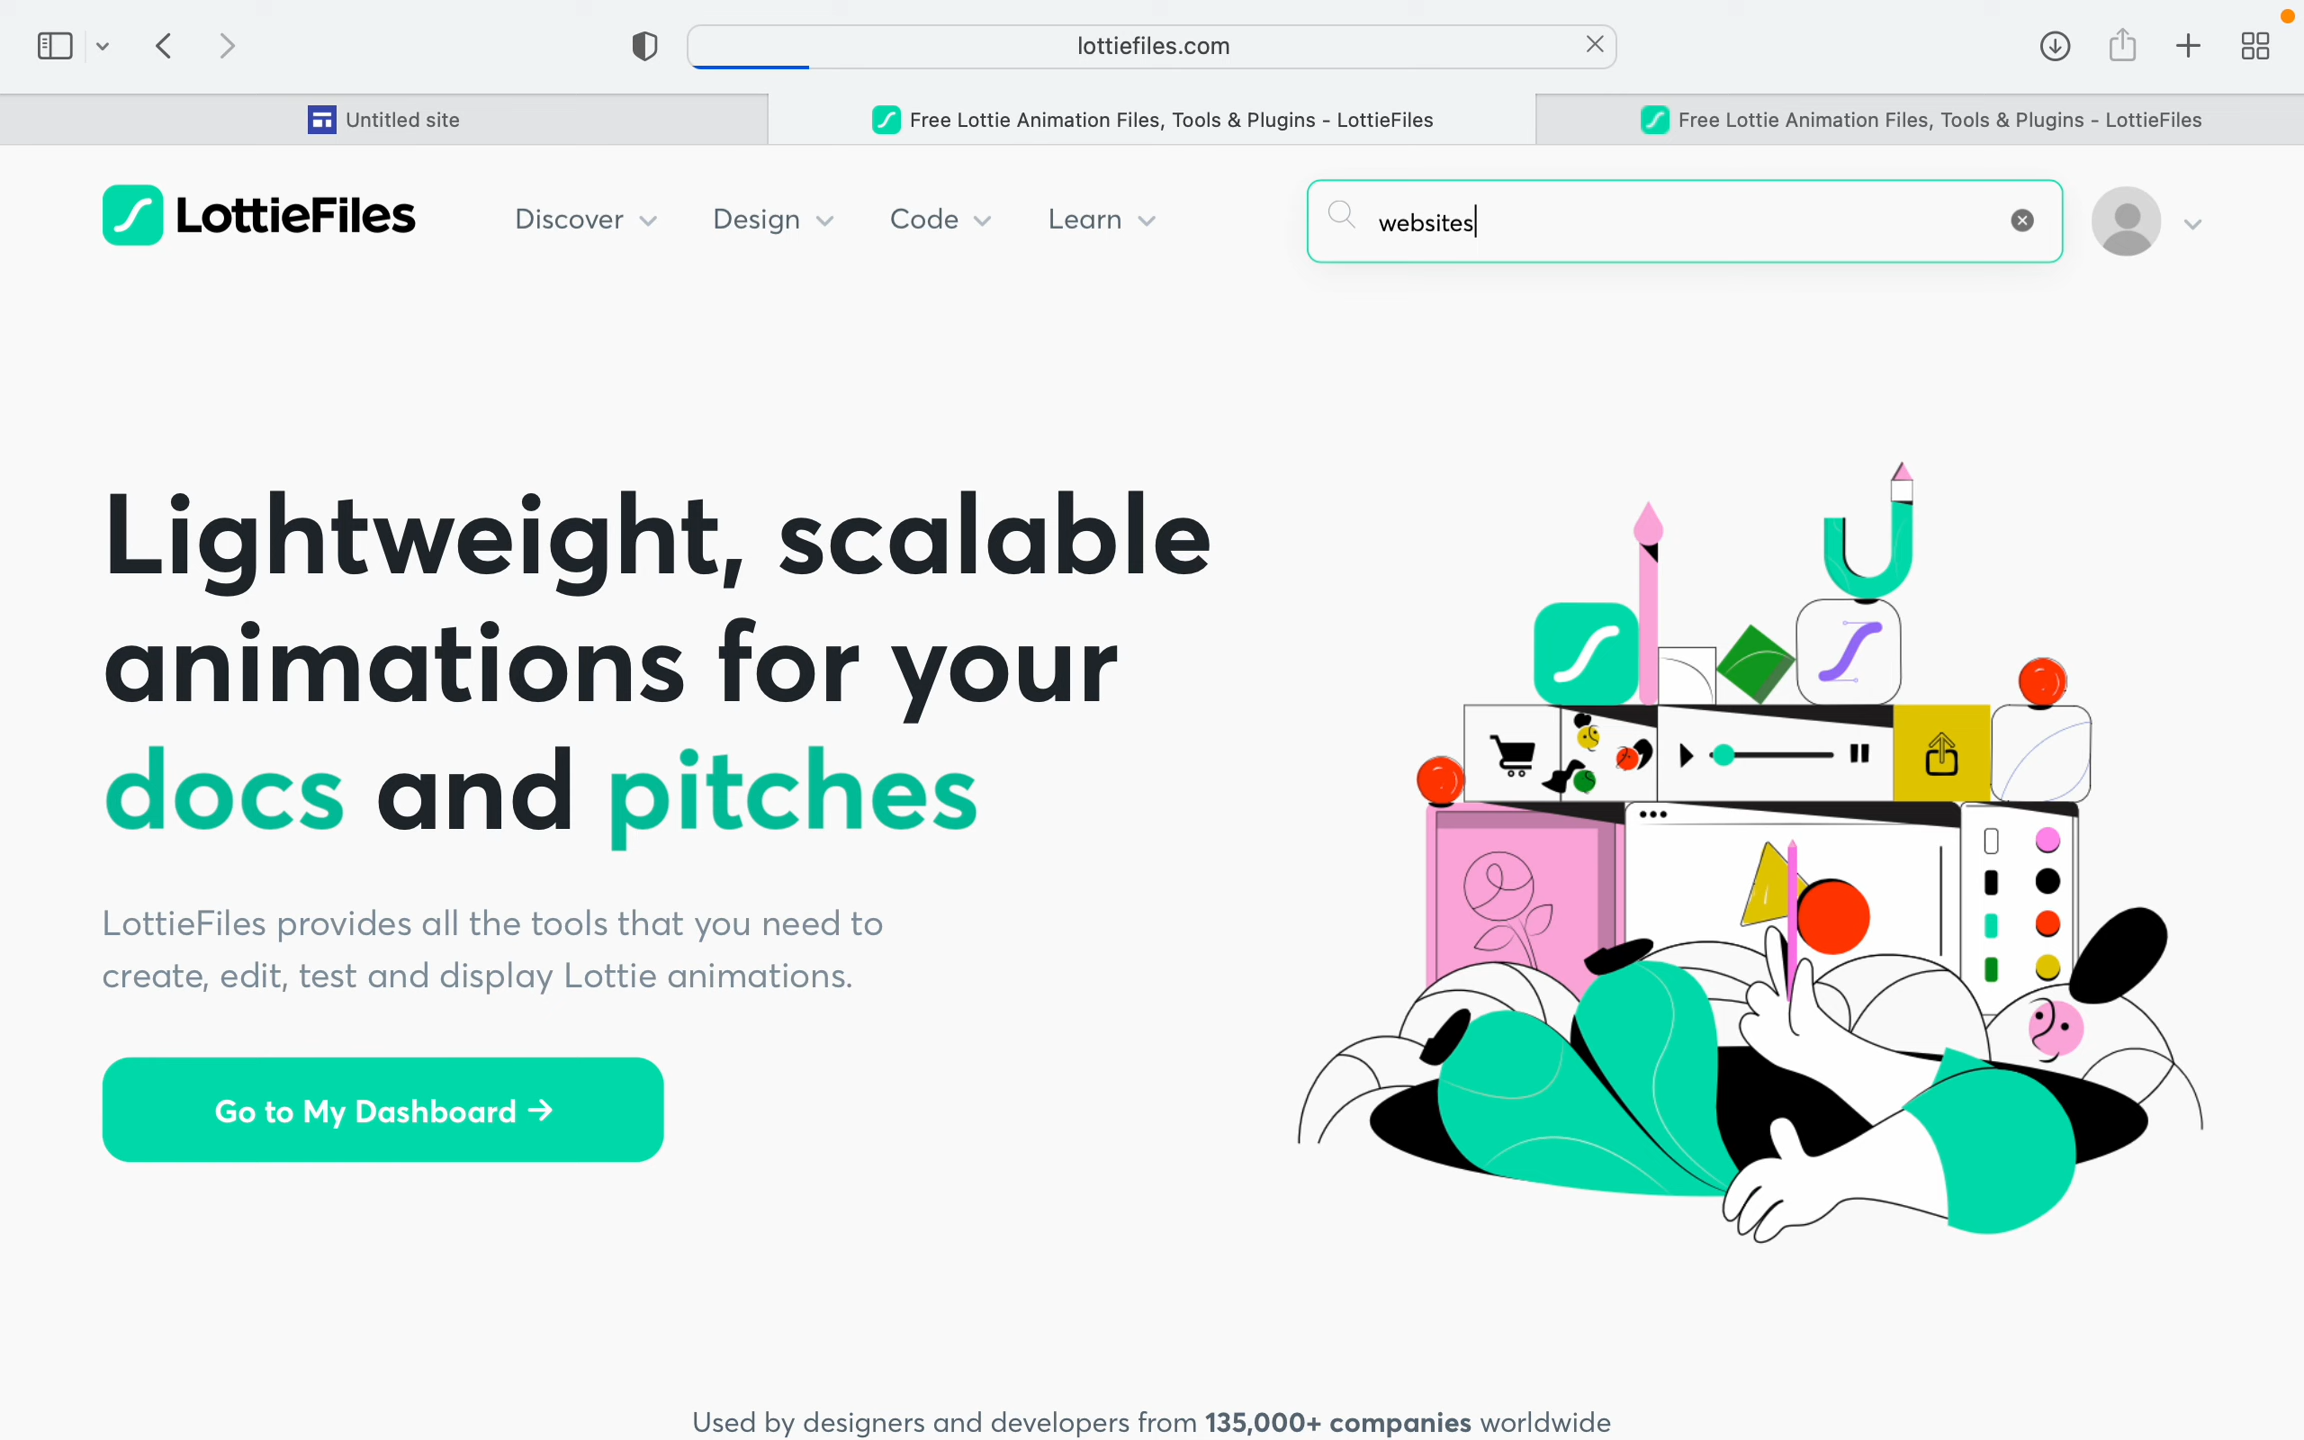 lottiefiles.com
Untitled site
Free Lottie Animation Files, Tools & Plugins - LottieFiles
Free Lottie Animation Files, Tools & Plugins - LottieFiles
LottieFiles
Discover
Design
Code
Learn
websites
Lightweight, scalable
animations for your
docs and pitches
LottieFiles provides all the tools that you need to
create, edit, test and display Lottie animations.
Go to My Dashboard →
Used by designers and developers from 135,000+ companies worldwide